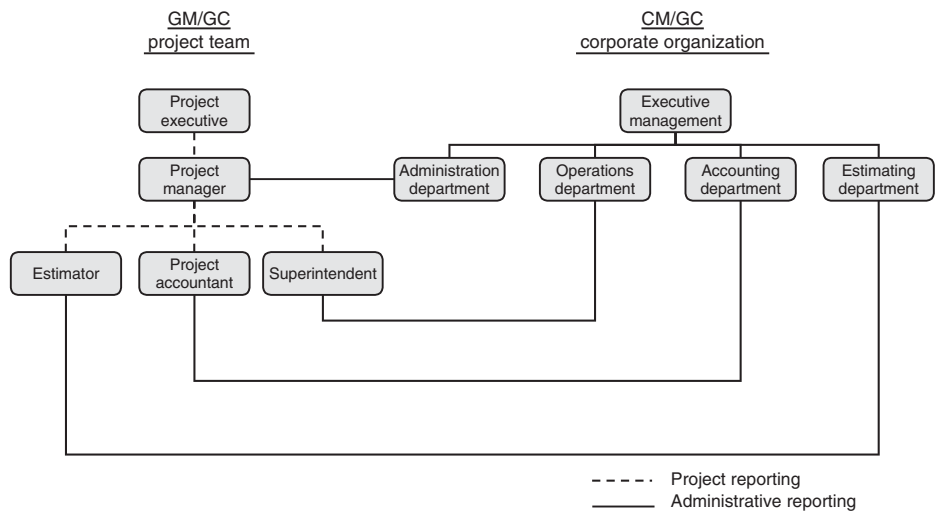 GM/GC
project team
CM/GC
corporate organization
Project
executive
Executive
management
Project
manager
Administration
department
Operations
department
Accounting
department
Estimating
department
Estimator
Project
accountant
Superintendent
Project reporting
Administrative reporting